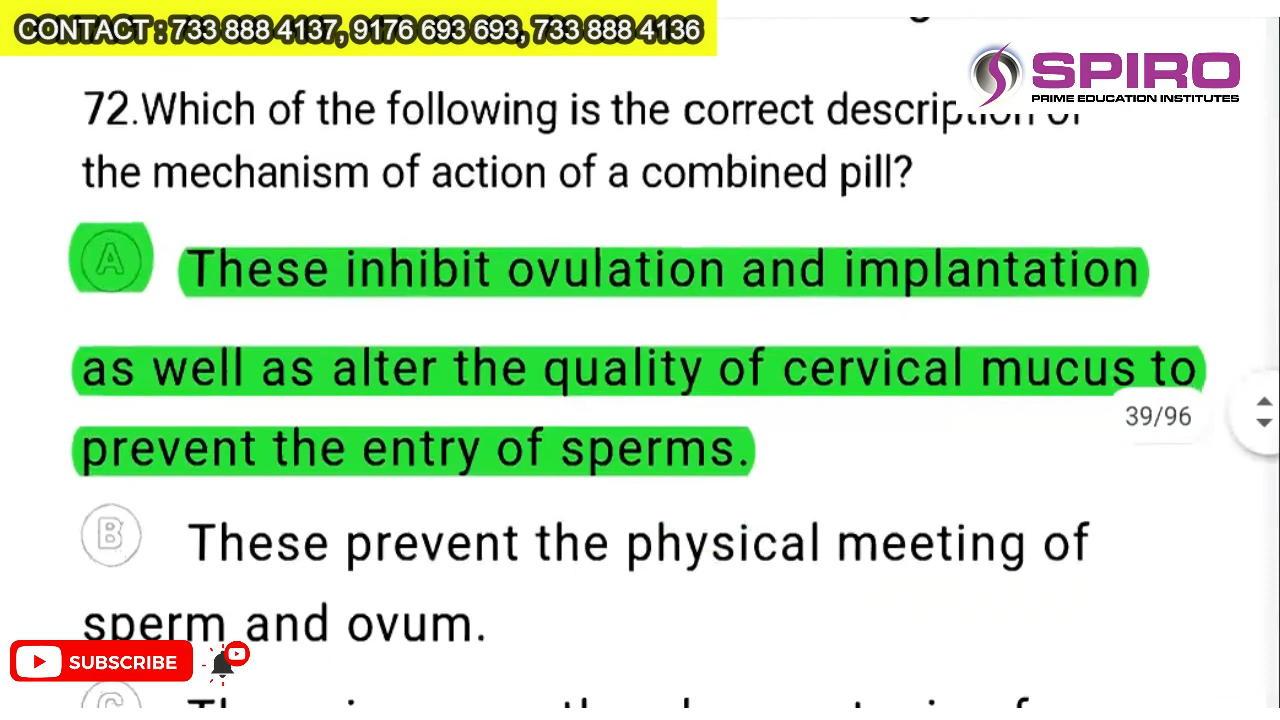 CONTACT : 733 888 4137, 9176 693 693, 733 888 4136
SPIRO
PRIME EDUCATION INSTITUTES
72.Which of the following is the correct description of
the mechanism of action of a combined pill?
A These inhibit ovulation and implantation
as well as alter the quality of cervical mucus to
39/96
prevent the entry of sperms.
B These prevent the physical meeting of
sperm and ovum.
SUBSCRIBE
C